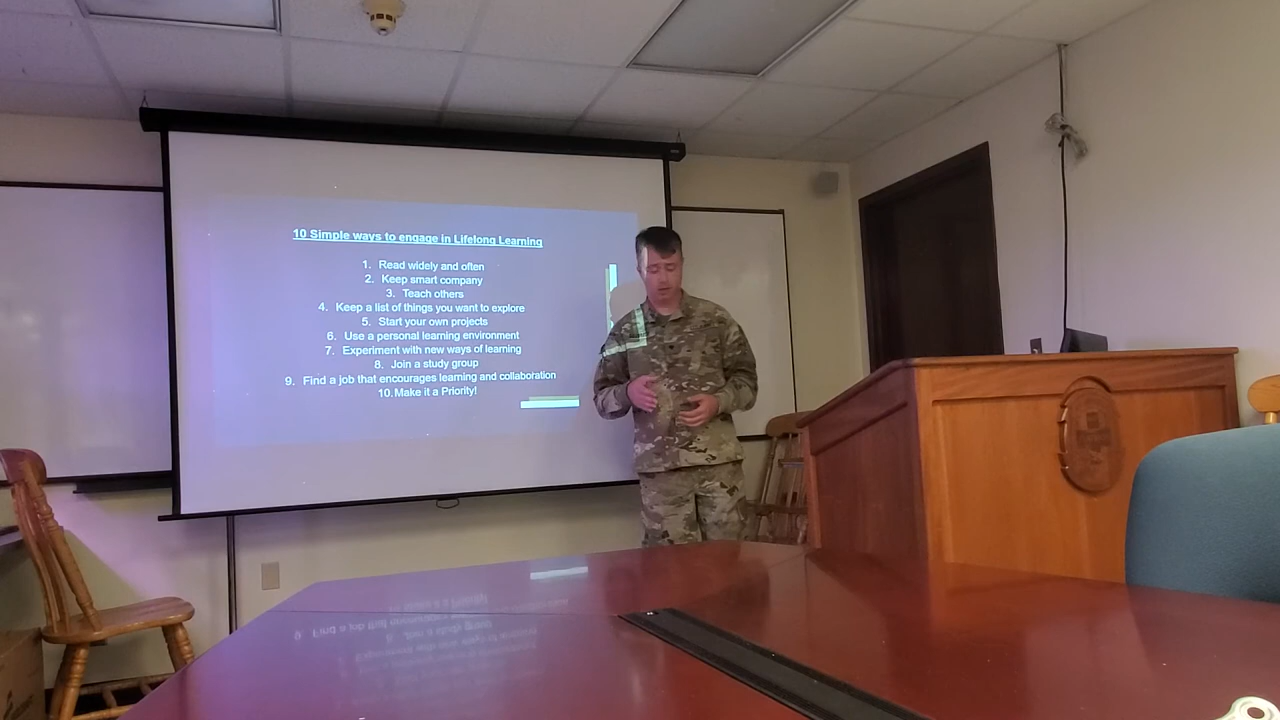 10 Simple ways to engage in Lifelong Learning
1. Read widely and often
2. Keep smart company
3. Teach others
4. Keep a list of things you want to explore
5. Start your own projects
6. Use a personal learning environment
7. Experiment with new ways of learning
8. Join a study group
9. Find a job that encourages learning and collaboration
10. Make it a Priority!